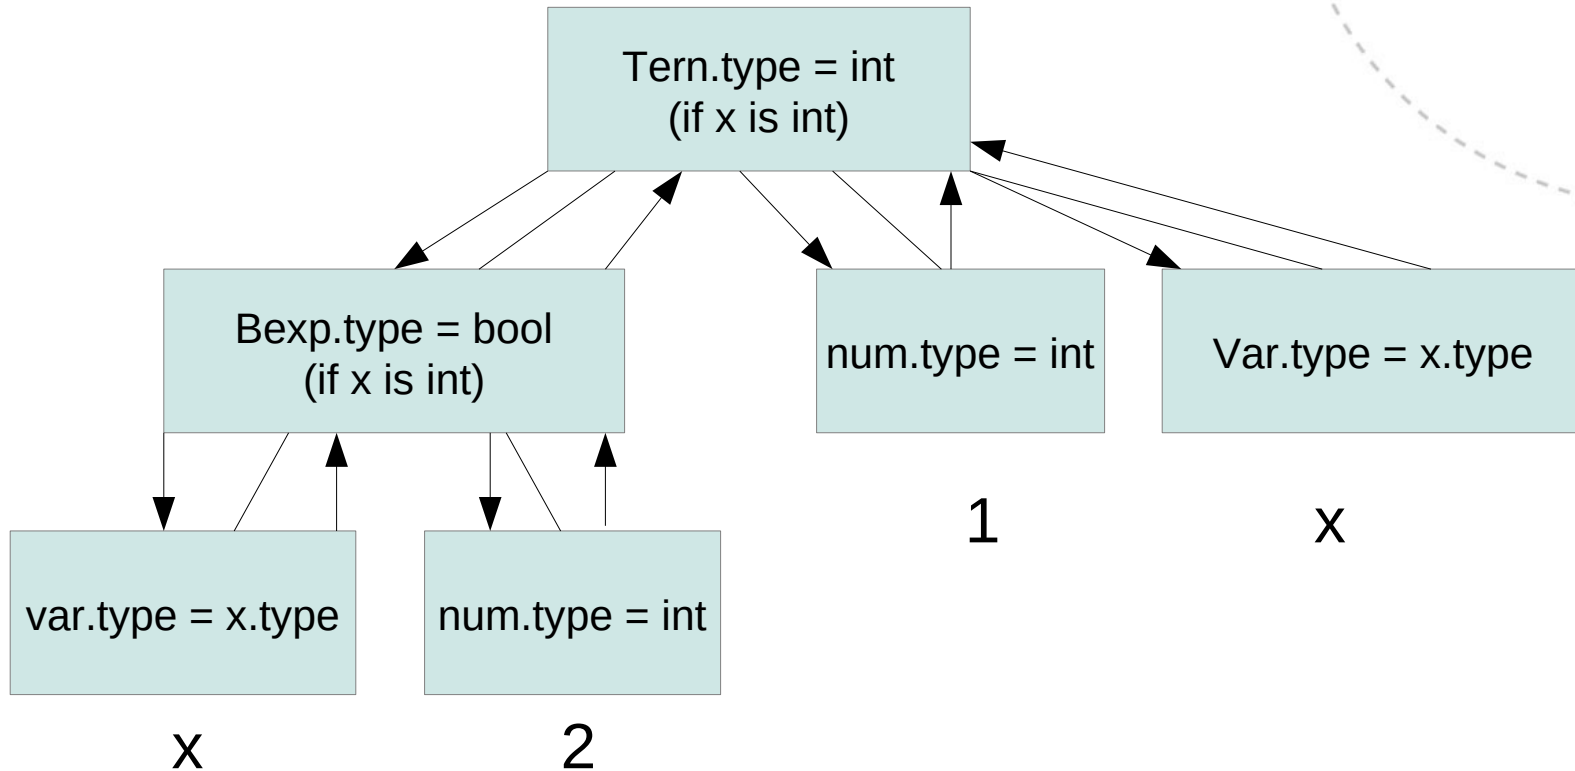 Tern.type = int
(if x is int)
Bexp.type = bool
(if x is int)
num.type = int
Var.type = x.type
1
x
var.type = x.type
num.type = int
x
2